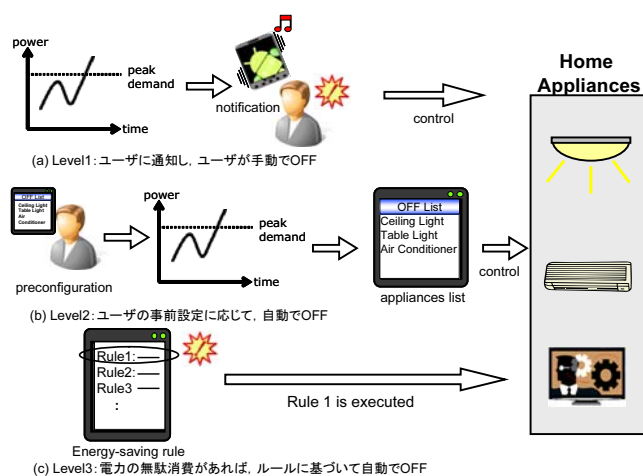 power
peak
demand
time
notification
control
Home
Appliances
(a) Level1：ユーザに通知し，ユーザが手動でOFF
OFF List
Ceiling Light
Table Light
Air
Conditioner
preconfiguration
power
peak
demand
time
OFF List
Ceiling Light
Table Light
Air Conditioner
appliances list
control
(b) Level2：ユーザの事前設定に応じて，自動でOFF
Rule1:
Rule2:
Rule3
:
Energy-saving rule
Rule 1 is executed
(c) Level3：電力の無駄消費があれば，ルールに基づいて自動でOFF